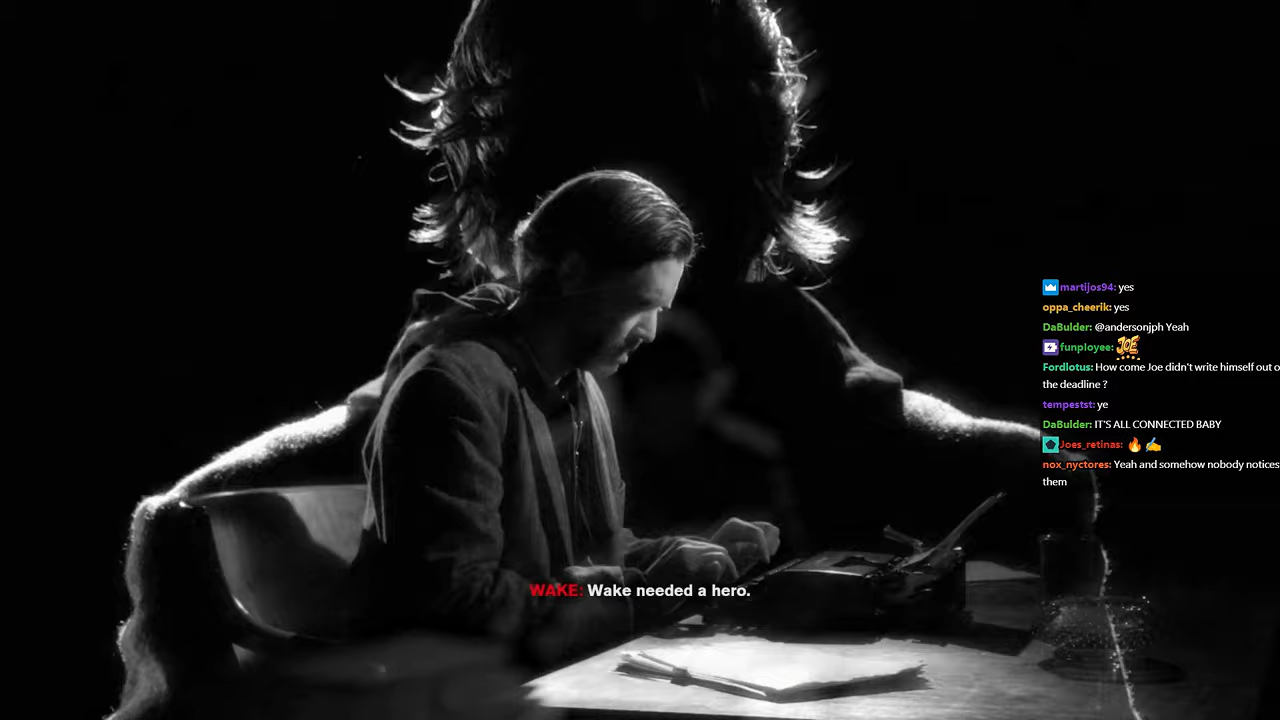 martijos94: yes
oppa_cheerik: yes
DaBulder: @andersonjph Yeah
funployee: JOE
Fordlotus: How come Joe didn't write himself out o
the deadline ?
tempestst: ye
DaBulder: IT'S ALL CONNECTED BABY
Joes_retinas: 🔥 ✍
nox_nyctores: Yeah and somehow nobody notices
them
WAKE: Wake needed a hero.